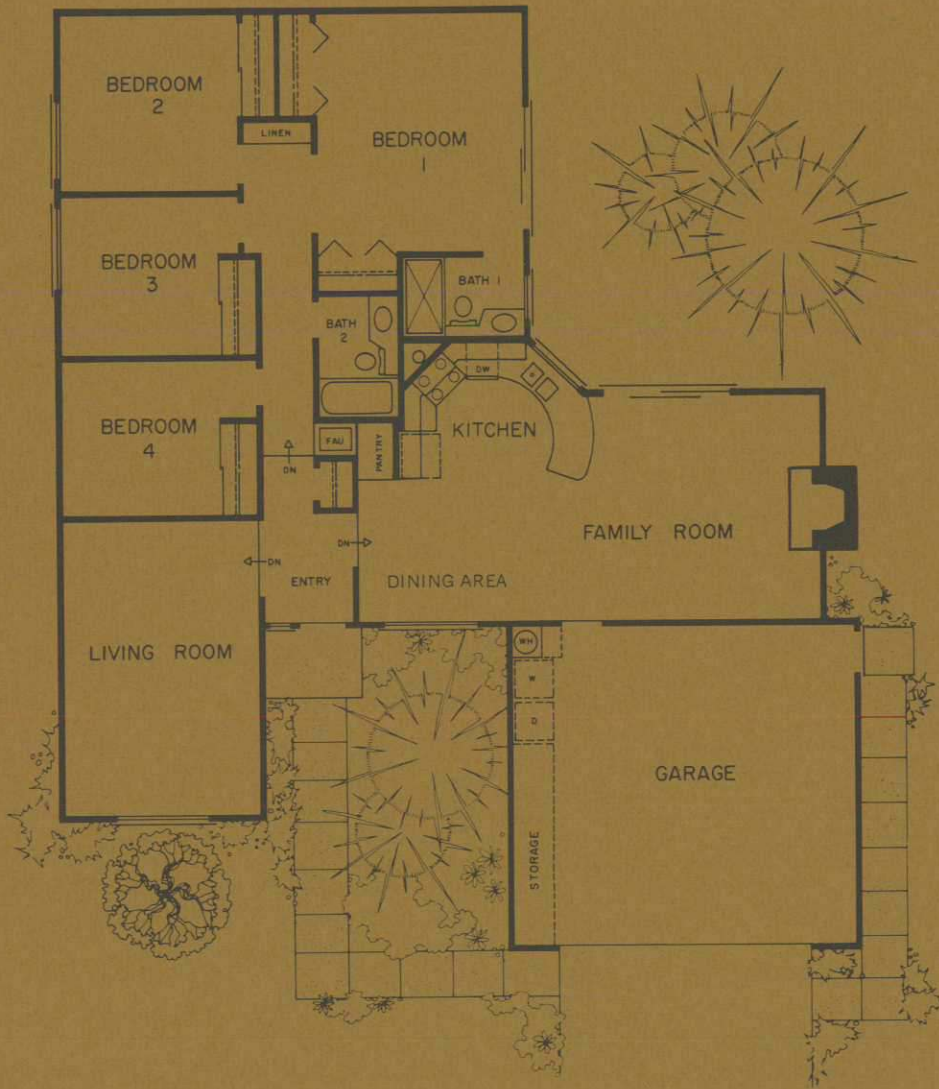 BEDROOM
2
LINEN
BEDROOM
1
BEDROOM
3
BATH 1
BATH
2
DW
BEDROOM
4
KITCHEN
FAU
PANTRY
DN
FAMILY ROOM
DN
DN
ENTRY
DINING AREA
LIVING ROOM
WH
W
D
GARAGE
STORAGE